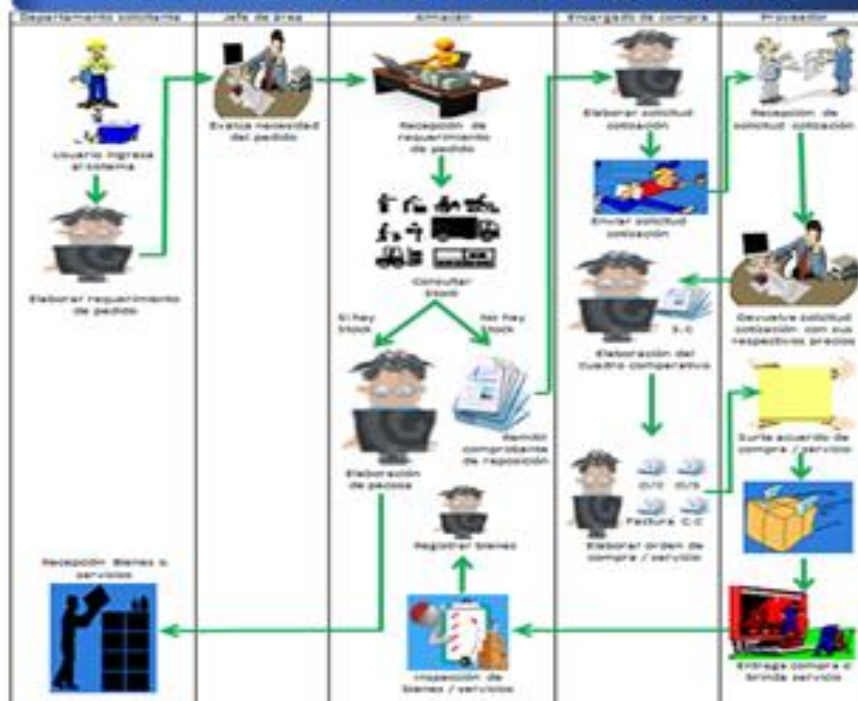 Departamento solicitante
Jefe de área
Almacén
Encargado de compra
Proveedor
Usuario ingresa
al sistema
Elaborar requerimiento
de pedido
Recepción Bienes o
servicios
Evalua necesidad
del pedido
Recepción de
requerimiento
de pedido
Consultar
stock
Si hay
Stock
No hay
Stock
Elaboración
de pecosa
Remitir
comprobante
de reposición
Registrar bienes
Inspección de
bienes / servicios
Elaborar solicitud
cotización
Enviar solicitud
cotización
S.C
Elaboración del
cuadro comparativo
O/C O/S
Factura C.C
Elaborar orden de
compra / servicio
Recepción de
solicitud cotización
Devuelve solicitud
cotización con sus
respectivos precios
Surte acuerdo de
compra / servicio
Entrega compra o
brinda servicio